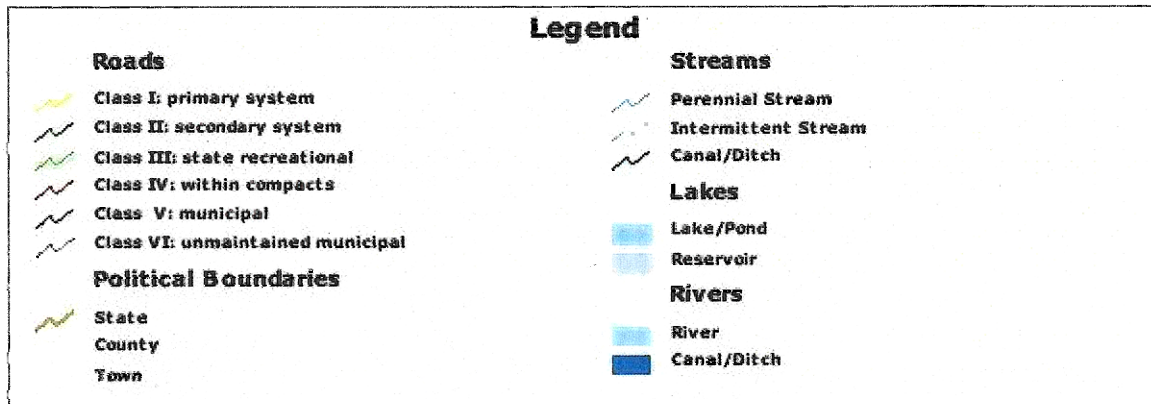 Legend
Roads
Class I: primary system
Class II: secondary system
Class III: state recreational
Class IV: within compacts
Class V: municipal
Class VI: unmaintained municipal
Political Boundaries
State
County
Town
Streams
Perennial Stream
Intermittent Stream
Canal/Ditch
Lakes
Lake/Pond
Reservoir
Rivers
River
Canal/Ditch